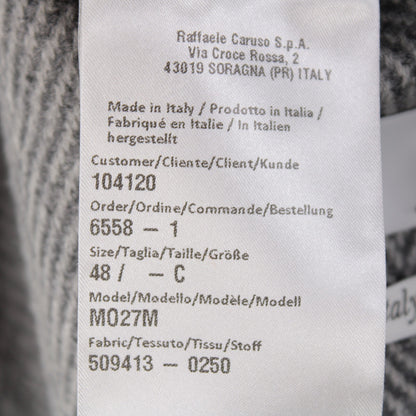 Raffaele Caruso S.p.A.
Via Croce Rossa, 2
43019 SORAGNA (PR) ITALY
Made in Italy / Prodotto in Italia /
Fabriqué en Italie / In Italien
hergestellt
Customer/Cliente/Client/Kunde
104120
Order/Ordine/Commande/Bestellung
6558 – 1
Size/Taglia/Taille/Größe
48 / – C
Model/Modello/Modèle/Modell
MO27M
Fabric/Tessuto/Tissu/Stoff
509413 – 0250